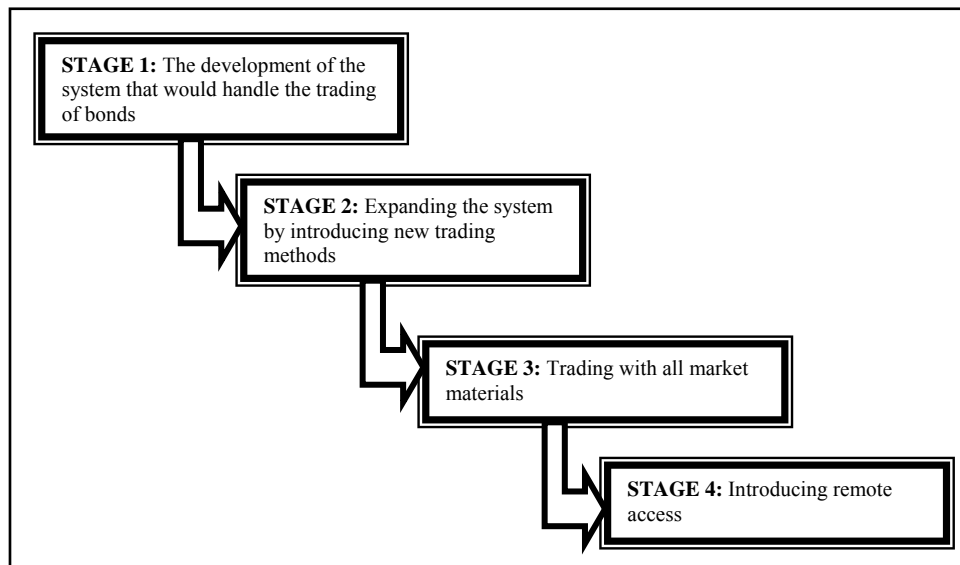 STAGE 1: The development of the
system that would handle the trading
of bonds
STAGE 2: Expanding the system
by introducing new trading
methods
STAGE 3: Trading with all market
materials
STAGE 4: Introducing remote
access